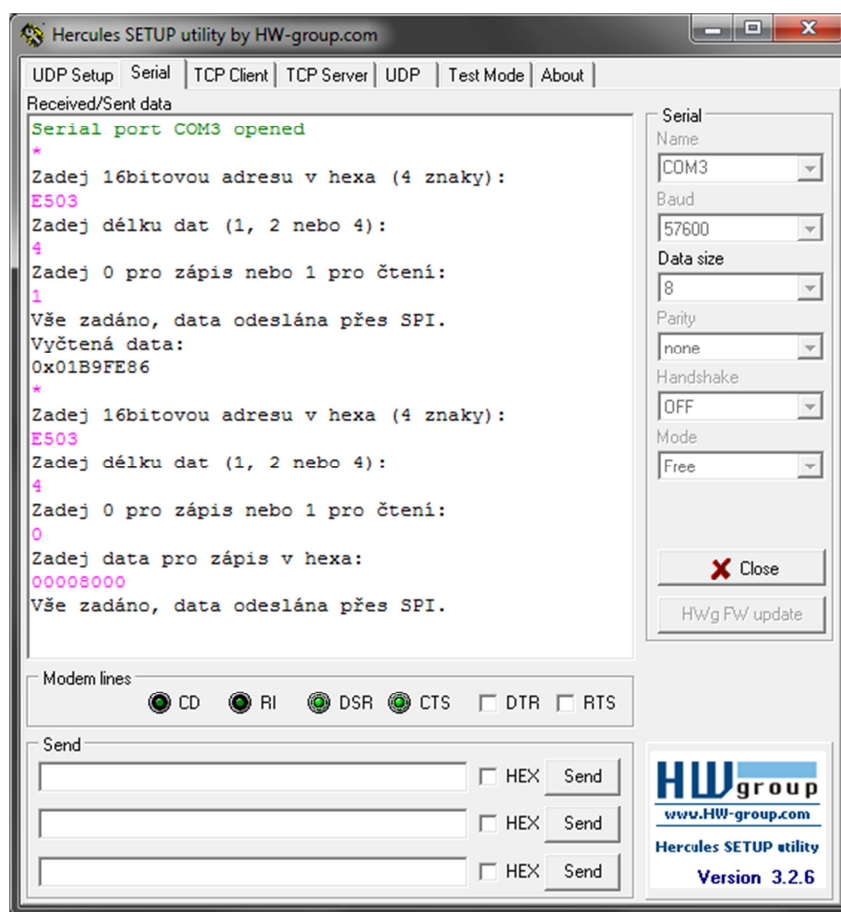 Hercules SETUP utility by HW-group.com
UDP Setup Serial TCP Client TCP Server UDP Test Mode About
Received/Sent data
Serial port COM3 opened
*
Zadej 16bitovou adresu v hexa (4 znaky):
E503
Zadej délku dat (1, 2 nebo 4):
4
Zadej 0 pro zápis nebo 1 pro čtení:
1
Vše zadáno, data odeslána přes SPI.
Vyčtená data:
0x01B9FE86
*
Zadej 16bitovou adresu v hexa (4 znaky):
E503
Zadej délku dat (1, 2 nebo 4):
4
Zadej 0 pro zápis nebo 1 pro čtení:
0
Zadej data pro zápis v hexa:
00008000
Vše zadáno, data odeslána přes SPI.
Serial
Name
COM3
Baud
57600
Data size
8
Parity
none
Handshake
OFF
Mode
Free
Close
HWg FW update
Modem lines
CD RI DSR CTS DTR RTS
Send
HEX Send
HEX Send
HEX Send
HW group
www.HW-group.com
Hercules SETUP utility
Version 3.2.6